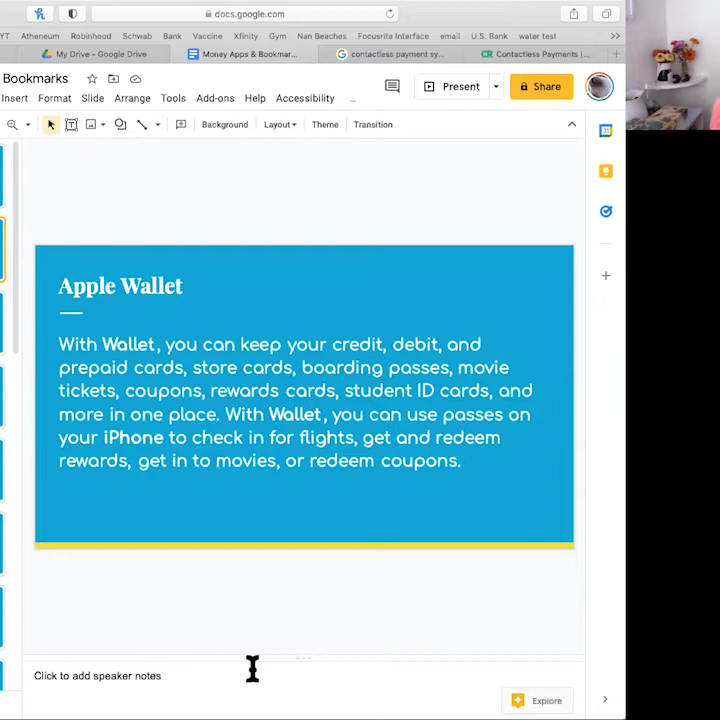 docs.google.com
YT Atheneum Robinhood Schwab Bank Vaccine Xfinity Gym Nan Beaches Focusrite Interface email U.S. Bank water test >>
My Drive – Google Drive Money Apps & Bookmar... contactless payment sy... CR Contactless Payments |...
Bookmarks
Insert Format Slide Arrange Tools Add-ons Help Accessibility ...
Present
Share
Background Layout Theme Transition
31
Apple Wallet
With Wallet, you can keep your credit, debit, and
prepaid cards, store cards, boarding passes, movie
tickets, coupons, rewards cards, student ID cards, and
more in one place. With Wallet, you can use passes on
your iPhone to check in for flights, get and redeem
rewards, get in to movies, or redeem coupons.
Click to add speaker notes
Explore